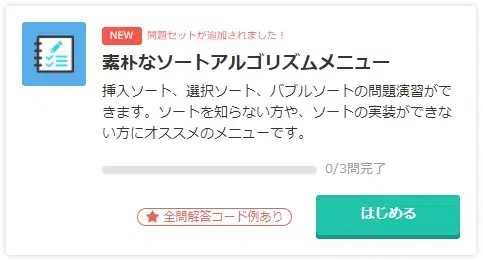 NEW 問題セットが追加されました！
素朴なソートアルゴリズムメニュー
挿入ソート、選択ソート、バブルソートの問題演習がで
きます。ソートを知らない方や、ソートの実装ができな
い方にオススメのメニューです。
0/3問完了
★ 全問解答コード例あり
はじめる